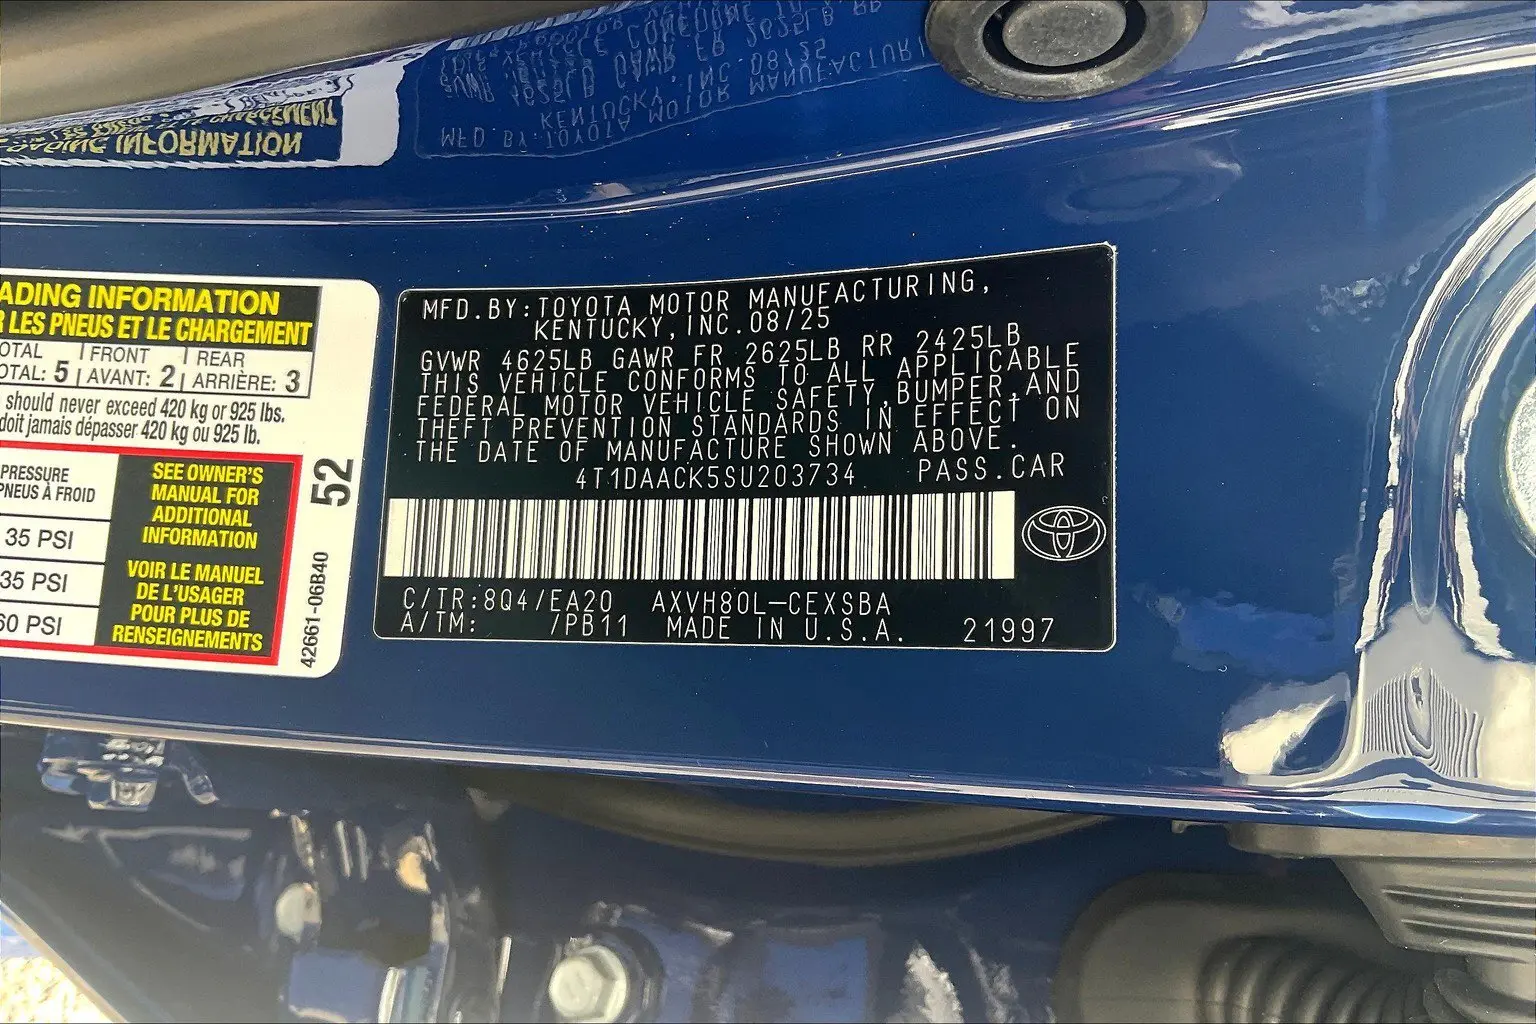 ADING INFORMATION
R LES PNEUS ET LE CHARGEMENT
OTAL FRONT REAR
OTAL: 5 AVANT: 2 ARRIÈRE: 3
should never exceed 420 kg or 925 lbs.
doit jamais dépasser 420 kg ou 925 lb.
PRESSURE
PNEUS À FROID
35 PSI
35 PSI
60 PSI
SEE OWNER'S
MANUAL FOR
ADDITIONAL
INFORMATION
VOIR LE MANUEL
DE L'USAGER
POUR PLUS DE
RENSEIGNEMENTS
52
42661-06B40
MFD.BY:TOYOTA MOTOR MANUFACTURING,
KENTUCKY,INC.08/25
GVWR 4625LB GAWR FR 2625LB RR 2425LB
THIS VEHICLE CONFORMS TO ALL APPLICABLE
FEDERAL MOTOR VEHICLE SAFETY,BUMPER,AND
THEFT PREVENTION STANDARDS IN EFFECT ON
THE DATE OF MANUFACTURE SHOWN ABOVE.
4T1DAACK5SU203734 PASS.CAR
C/TR:8Q4/EA20 AXVH80L-CEXSBA
A/TM: /PB11 MADE IN U.S.A. 21997